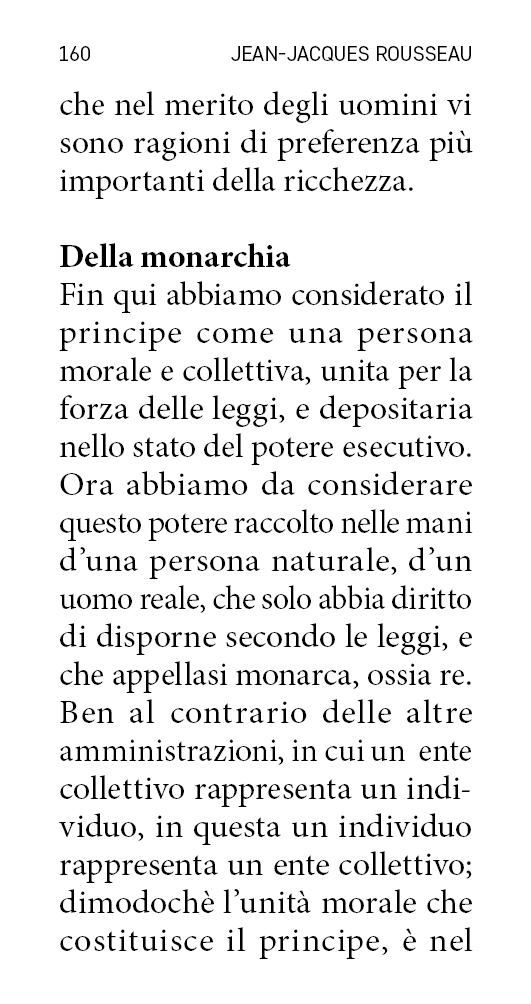 160 JEAN-JACQUES ROUSSEAU
che nel merito degli uomini vi
sono ragioni di preferenza più
importanti della ricchezza.
Della monarchia
Fin qui abbiamo considerato il
principe come una persona
morale e collettiva, unita per la
forza delle leggi, e depositaria
nello stato del potere esecutivo.
Ora abbiamo da considerare
questo potere raccolto nelle mani
d’una persona naturale, d’un
uomo reale, che solo abbia diritto
di disporne secondo le leggi, e
che appellasi monarca, ossia re.
Ben al contrario delle altre
amministrazioni, in cui un ente
collettivo rappresenta un indi-
viduo, in questa un individuo
rappresenta un ente collettivo;
dimodochè l’unità morale che
costituisce il principe, è nel